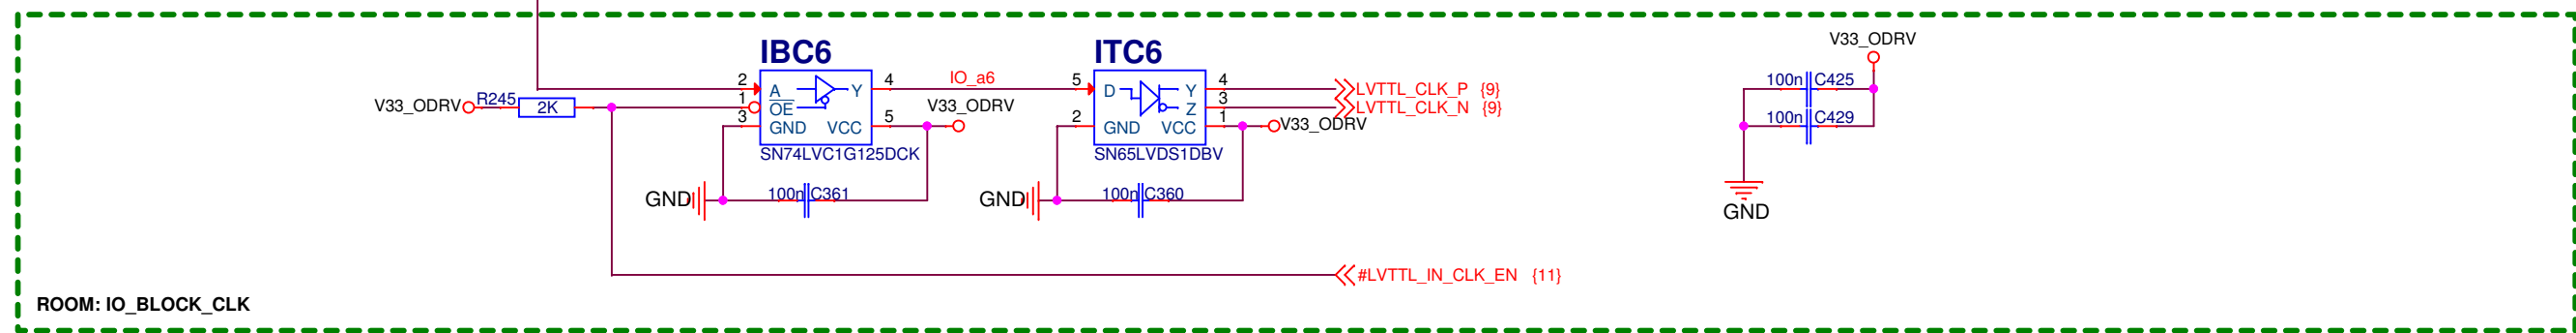 IBC6
ITC6
V33_ODRV
V33_ODRV R245 2K
2 A Y 4
1 OE
3 GND VCC 5
SN74LVC1G125DCK
IO_a6
V33_ODRV
5 D Y 4
Z 3
2 GND VCC 1
SN65LVDS1DBV
LVTTL_CLK_P {9}
LVTTL_CLK_N {9}
V33_ODRV
100n C425
100n C429
GND
GND 100n C361
GND 100n C360
#LVTTL_IN_CLK_EN {11}
ROOM: IO_BLOCK_CLK